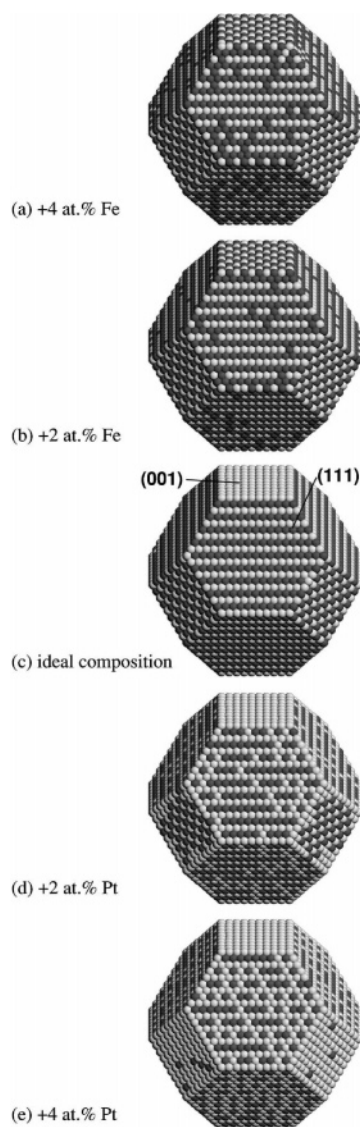 (a) +4 at.% Fe
(b) +2 at.% Fe
(001)
(111)
(c) ideal composition
(d) +2 at.% Pt
(e) +4 at.% Pt